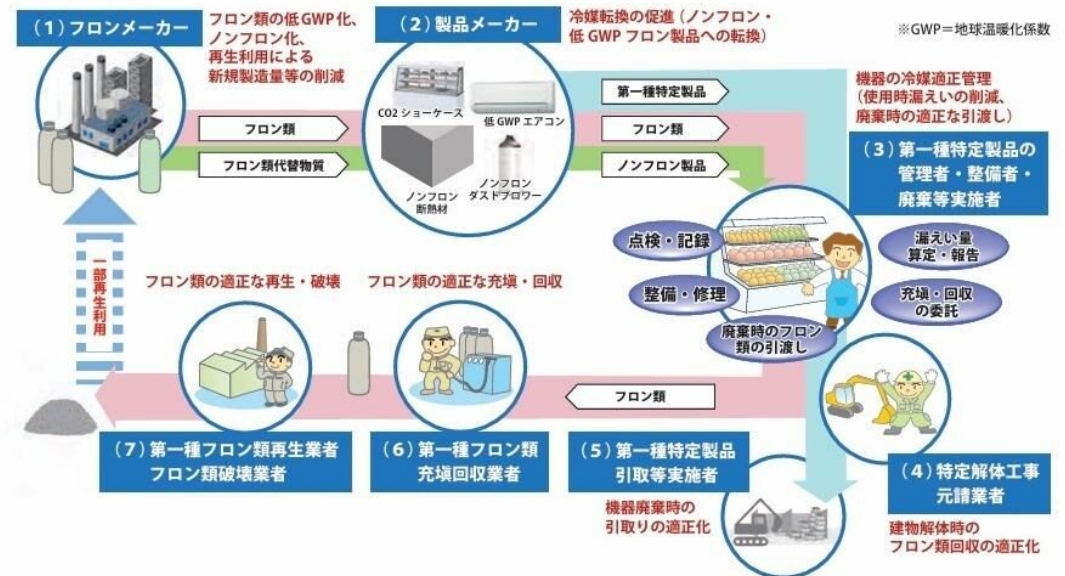 (1)フロンメーカー
フロン類の低GWP化、
ノンフロン化、
再生利用による
新規製造量等の削減
(2)製品メーカー
冷媒転換の促進(ノンフロン・
低GWPフロン製品への転換)
※GWP=地球温暖化係数
CO2ショーケース
低GWPエアコン
ノンフロン
断熱材
ノンフロン
ダストブロワー
フロン類
フロン類代替物質
第一種特定製品
フロン類
ノンフロン製品
機器の冷媒適正管理
(使用時漏えいの削減、
廃棄時の適正な引渡し)
(3)第一種特定製品の
管理者・整備者・
廃棄等実施者
点検・記録
整備・修理
廃棄時のフロン
類の引渡し
漏えい量
算定・報告
充塡・回収
の委託
一部再生利用
フロン類の適正な再生・破壊
フロン類の適正な充塡・回収
フロン類
(7)第一種フロン類再生業者
フロン類破壊業者
(6)第一種フロン類
充塡回収業者
(5)第一種特定製品
引取等実施者
機器廃棄時の
引取りの適正化
(4)特定解体工事
元請業者
建物解体時の
フロン類回収の適正化